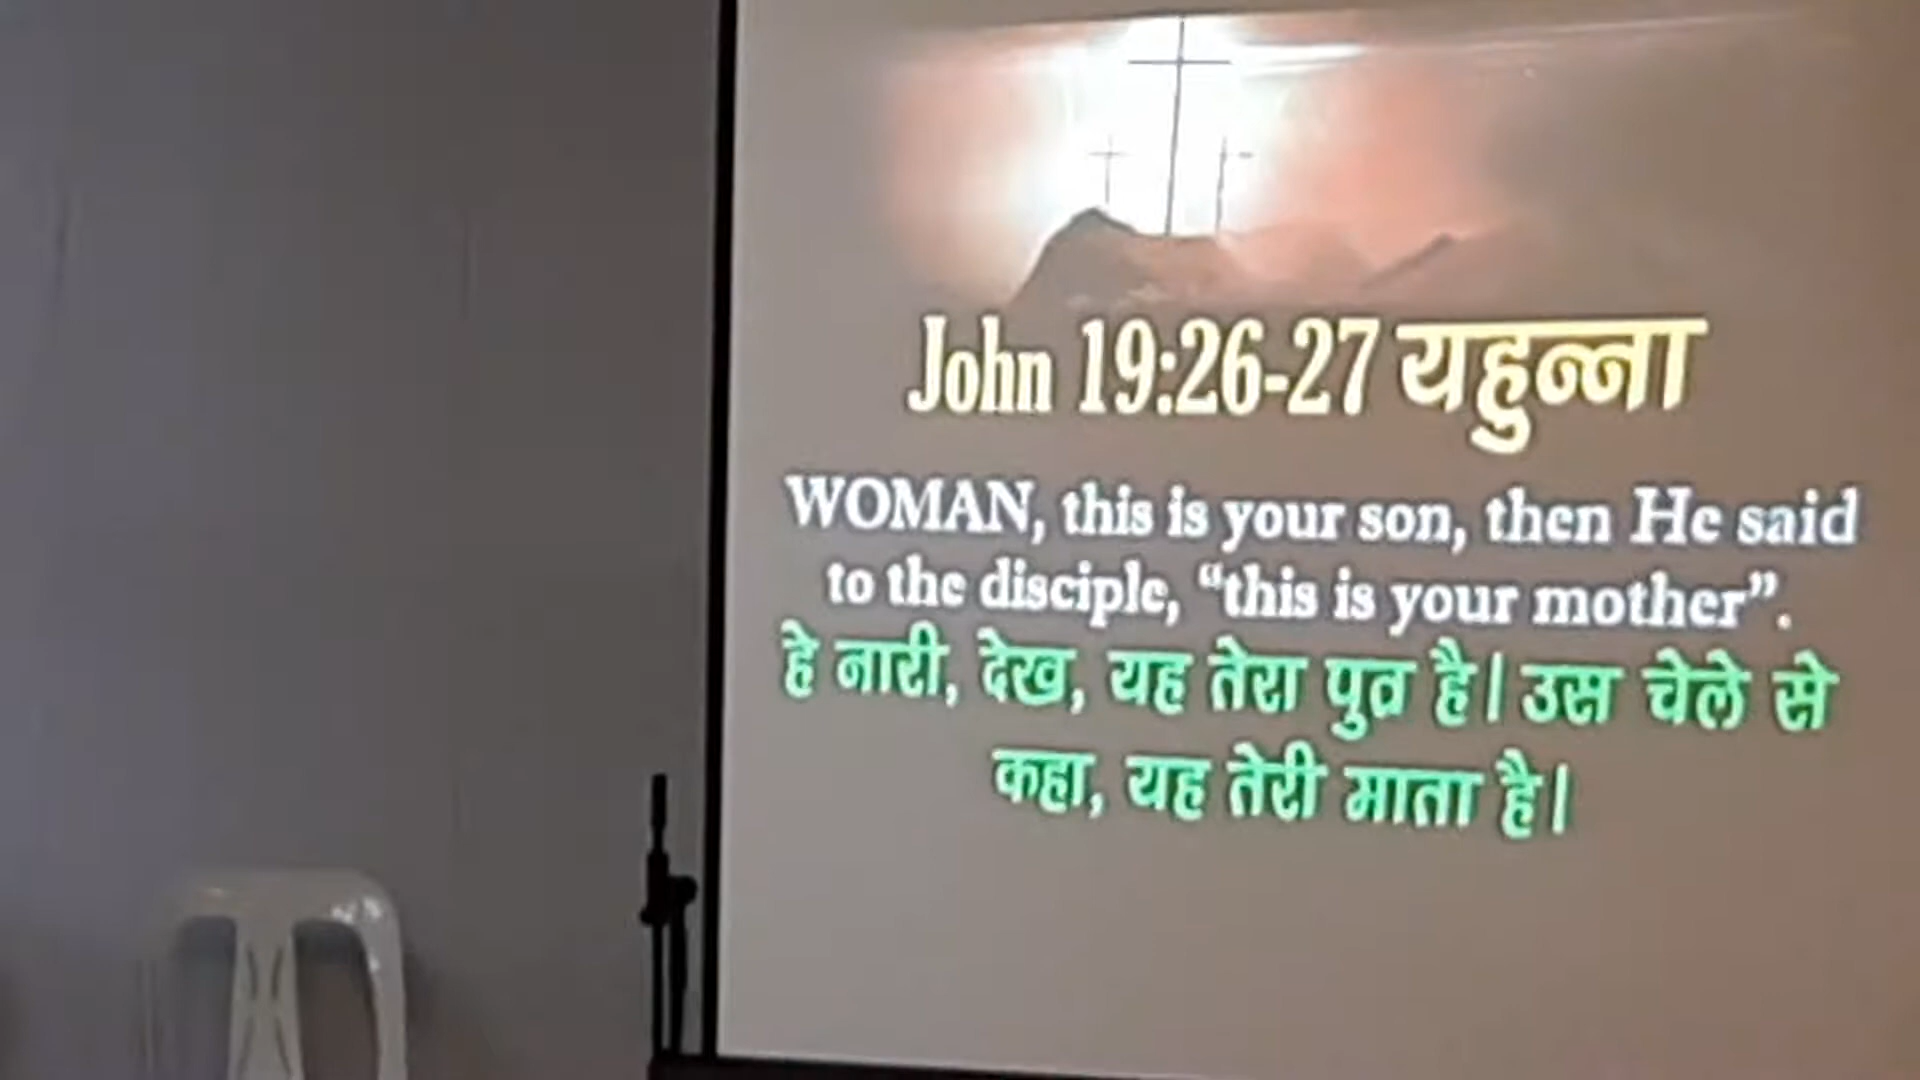 John 19:26-27 यहुन्ना
WOMAN, this is your son, then He said
to the disciple, “this is your mother”.
हे नारी, देख, यह तेरा पुत्र है। उस चेले से
कहा, यह तेरी माता है।